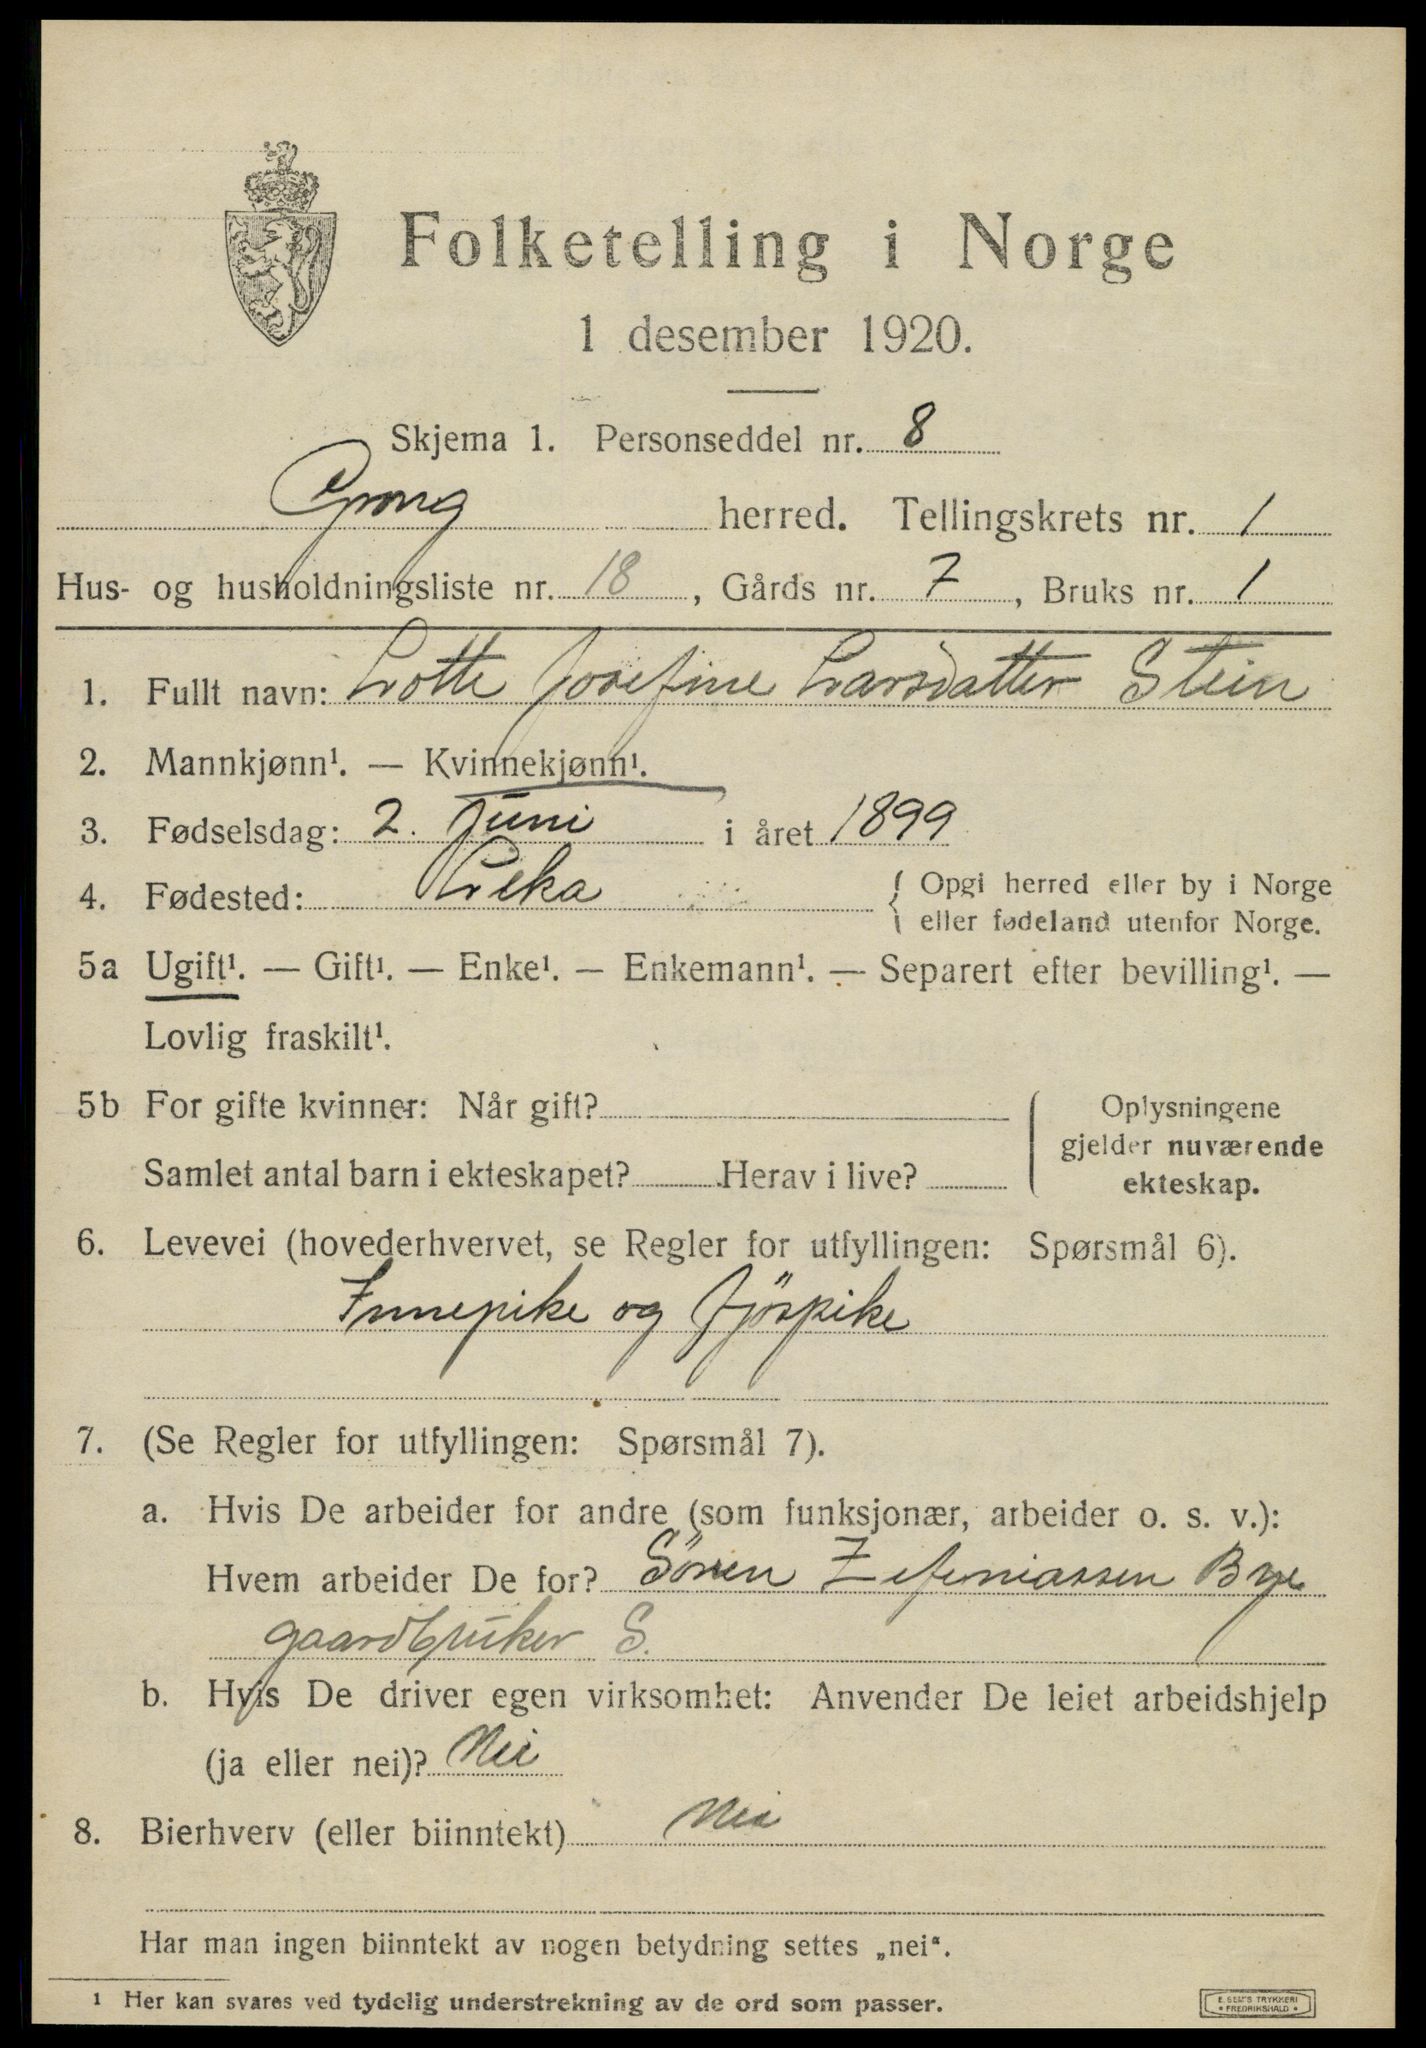 Folketelling i Norge
1 desember 1920.
Skjema 1. Personseddel nr. 8
Grong herred. Tellingskrets nr. 1
Hus- og husholdningsliste nr. 18, Gårds nr. 7, Bruks nr. 1
1. Fullt navn: Lotte Josefine Larsdatter Stein
2. Mannkjønn¹. — Kvinnekjønn¹.
3. Fødselsdag: 2. Juni i året 1899
4. Fødested: Leka { Opgi herred eller by i Norge
eller fødeland utenfor Norge.
5a Ugift¹. — Gift¹. — Enke¹. — Enkemann¹. — Separert efter bevilling¹. —
Lovlig fraskilt¹.
5b For gifte kvinner: Når gift?
Samlet antal barn i ekteskapet? Herav i live?
Oplysningene
gjelder nuværende
ekteskap.
6. Levevei (hovederhvervet, se Regler for utfyllingen: Spørsmål 6).
Innepike og fjöspike
7. (Se Regler for utfyllingen: Spørsmål 7).
a. Hvis De arbeider for andre (som funksjonær, arbeider o. s. v.):
Hvem arbeider De for? Sören Zefeniassen Bye
gaardbruker S.
b. Hvis De driver egen virksomhet: Anvender De leiet arbeidshjelp
(ja eller nei)? Nei
8. Bierhverv (eller biinntekt) Nei
Har man ingen biinntekt av nogen betydning settes „nei“.
1 Her kan svares ved tydelig understrekning av de ord som passer.
E. SEM'S TRYKKERI
• FREDRIKSHALD •